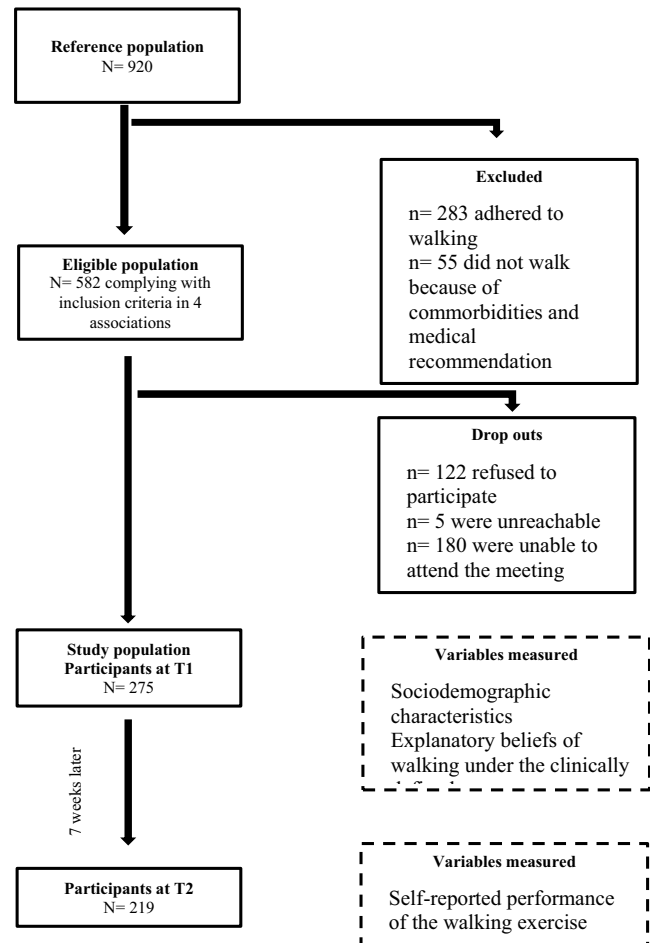 Reference population
N= 920
Excluded
n= 283 adhered to
walking
n= 55 did not walk
because of
commorbidities and
medical
recommendation
Eligible population
N= 582 complying with
inclusion criteria in 4
associations
Drop outs
n= 122 refused to
participate
n= 5 were unreachable
n= 180 were unable to
attend the meeting
Study population
Participants at T1
N= 275
Variables measured
Sociodemographic
characteristics
Explanatory beliefs of
walking under the clinically
7 weeks later
Participants at T2
N= 219
Variables measured
Self-reported performance
of the walking exercise